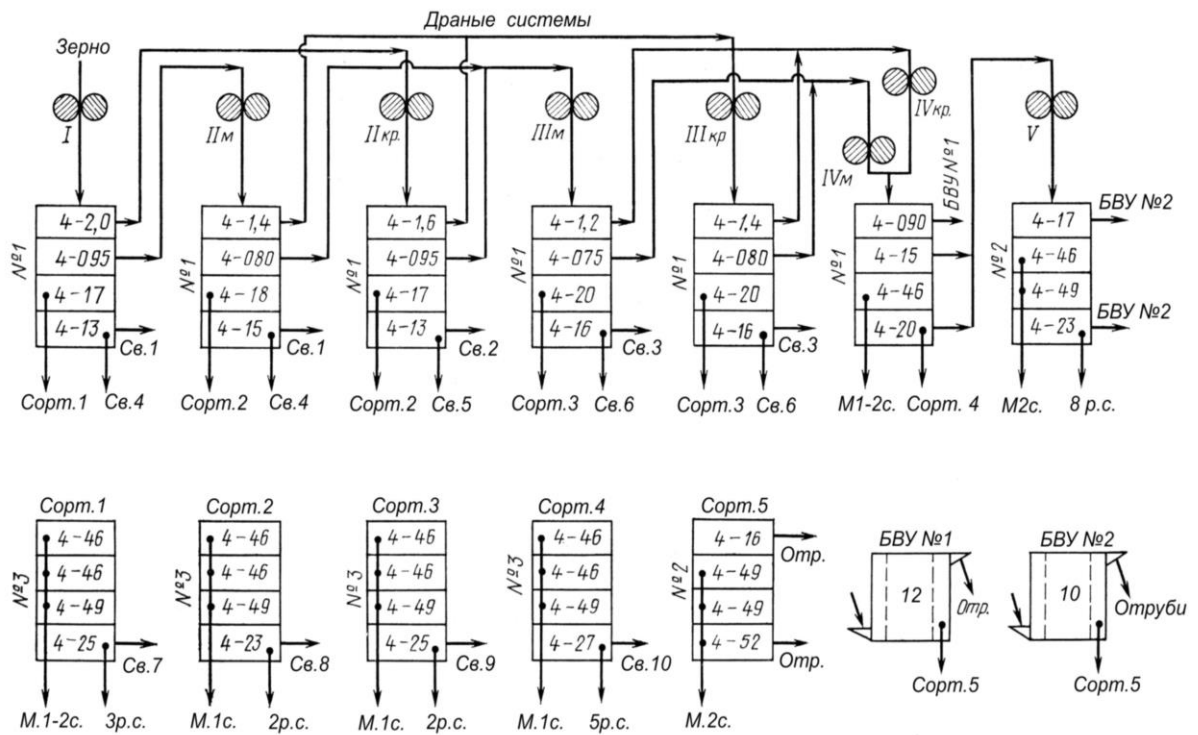 Драные системы
Зерно
I
IIм
IIкр.
IIIм
IIIкр
IVм
IVкр.
V
БВУ №1
№1
4-2,0
4-095
4-17
4-13
Сорт.1
Св.4
Св.1
№1
4-1,4
4-080
4-18
4-15
Сорт.2
Св.4
Св.1
№1
4-1,6
4-095
4-17
4-13
Сорт.2
Св.5
Св.2
№1
4-1,2
4-075
4-20
4-16
Сорт.3
Св.6
Св.3
№1
4-1,4
4-080
4-20
4-16
Сорт.3
Св.6
Св.3
№1
4-090
4-15
4-46
4-20
М1-2с.
Сорт. 4
№2
4-17
4-46
4-49
4-23
БВУ №2
БВУ №2
М2с.
8 р.с.
Сорт.1
№3
4-46
4-46
4-49
4-25
Св.7
М.1-2с.
3р.с.
Сорт.2
№3
4-46
4-46
4-49
4-23
Св.8
М.1с.
2р.с.
Сорт.3
№3
4-46
4-46
4-49
4-25
Св.9
М.1с.
2р.с.
Сорт.4
№3
4-46
4-46
4-49
4-27
Св.10
М.1с.
5р.с.
Сорт.5
№2
4-16
4-49
4-49
4-52
Отр.
Отр.
М.2с.
БВУ №1
12
Отр.
Сорт.5
БВУ №2
10
Отруби
Сорт.5